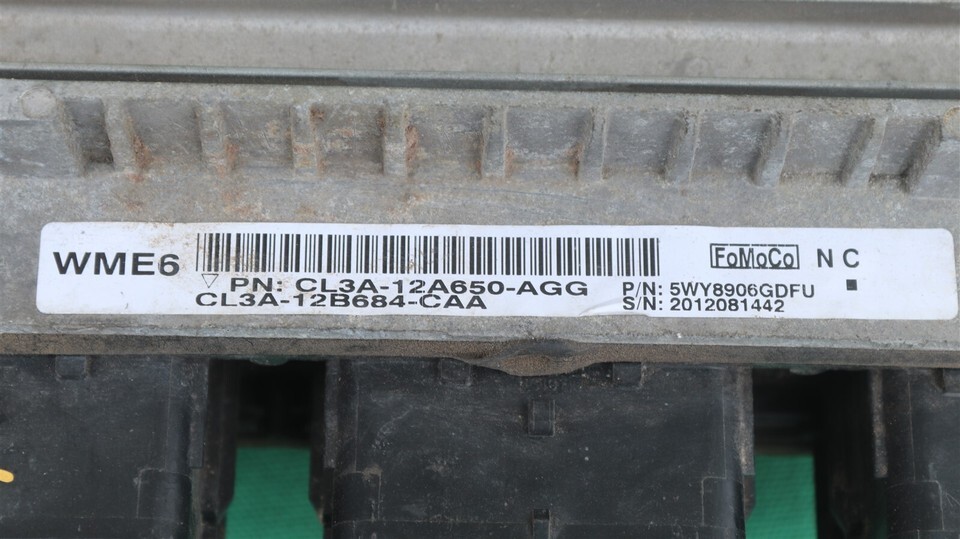 WME6
PN: CL3A-12A650-AGG
CL3A-12B684-CAA
FoMoCo N C
P/N: 5WY8906GDFU
S/N: 2012081442